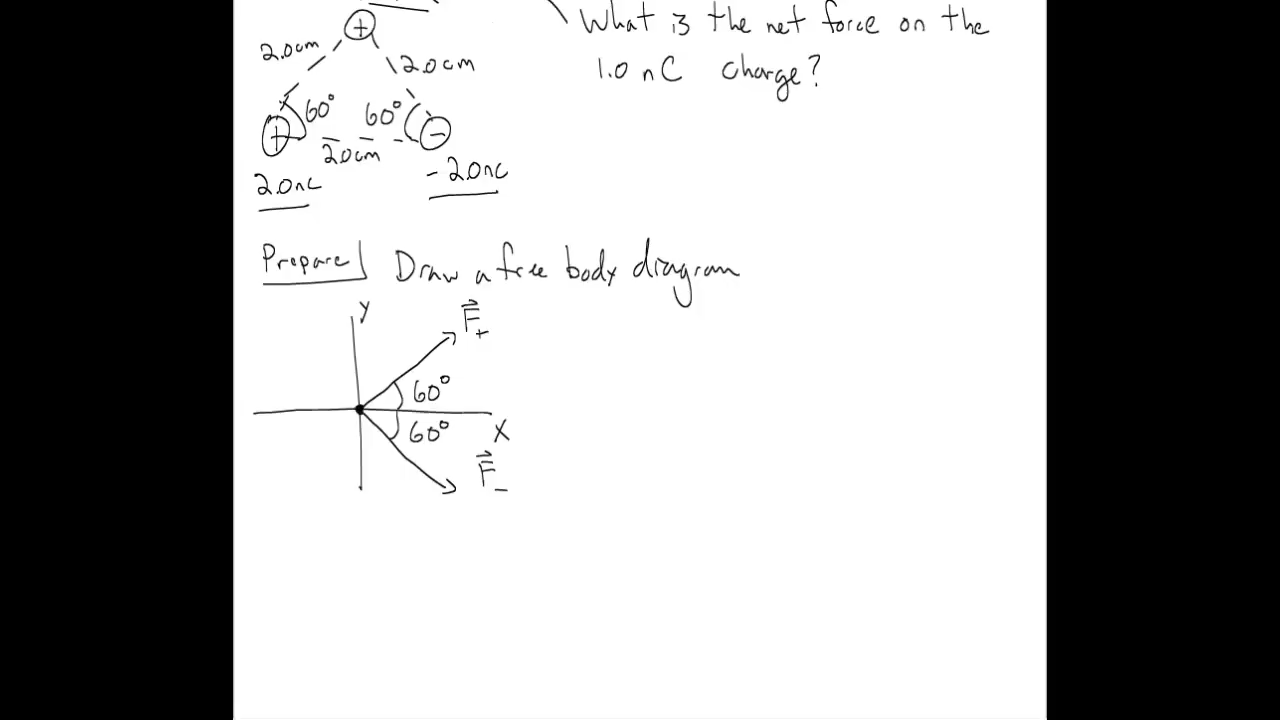 What is the net force on the
1.0 nC charge?
+
2.0cm
2.0cm
60° 60°
+ -
2.0cm
2.0nC
-2.0nC
Prepare Draw a free body diagram
y
F⃗+
60°
60°
x
F⃗-